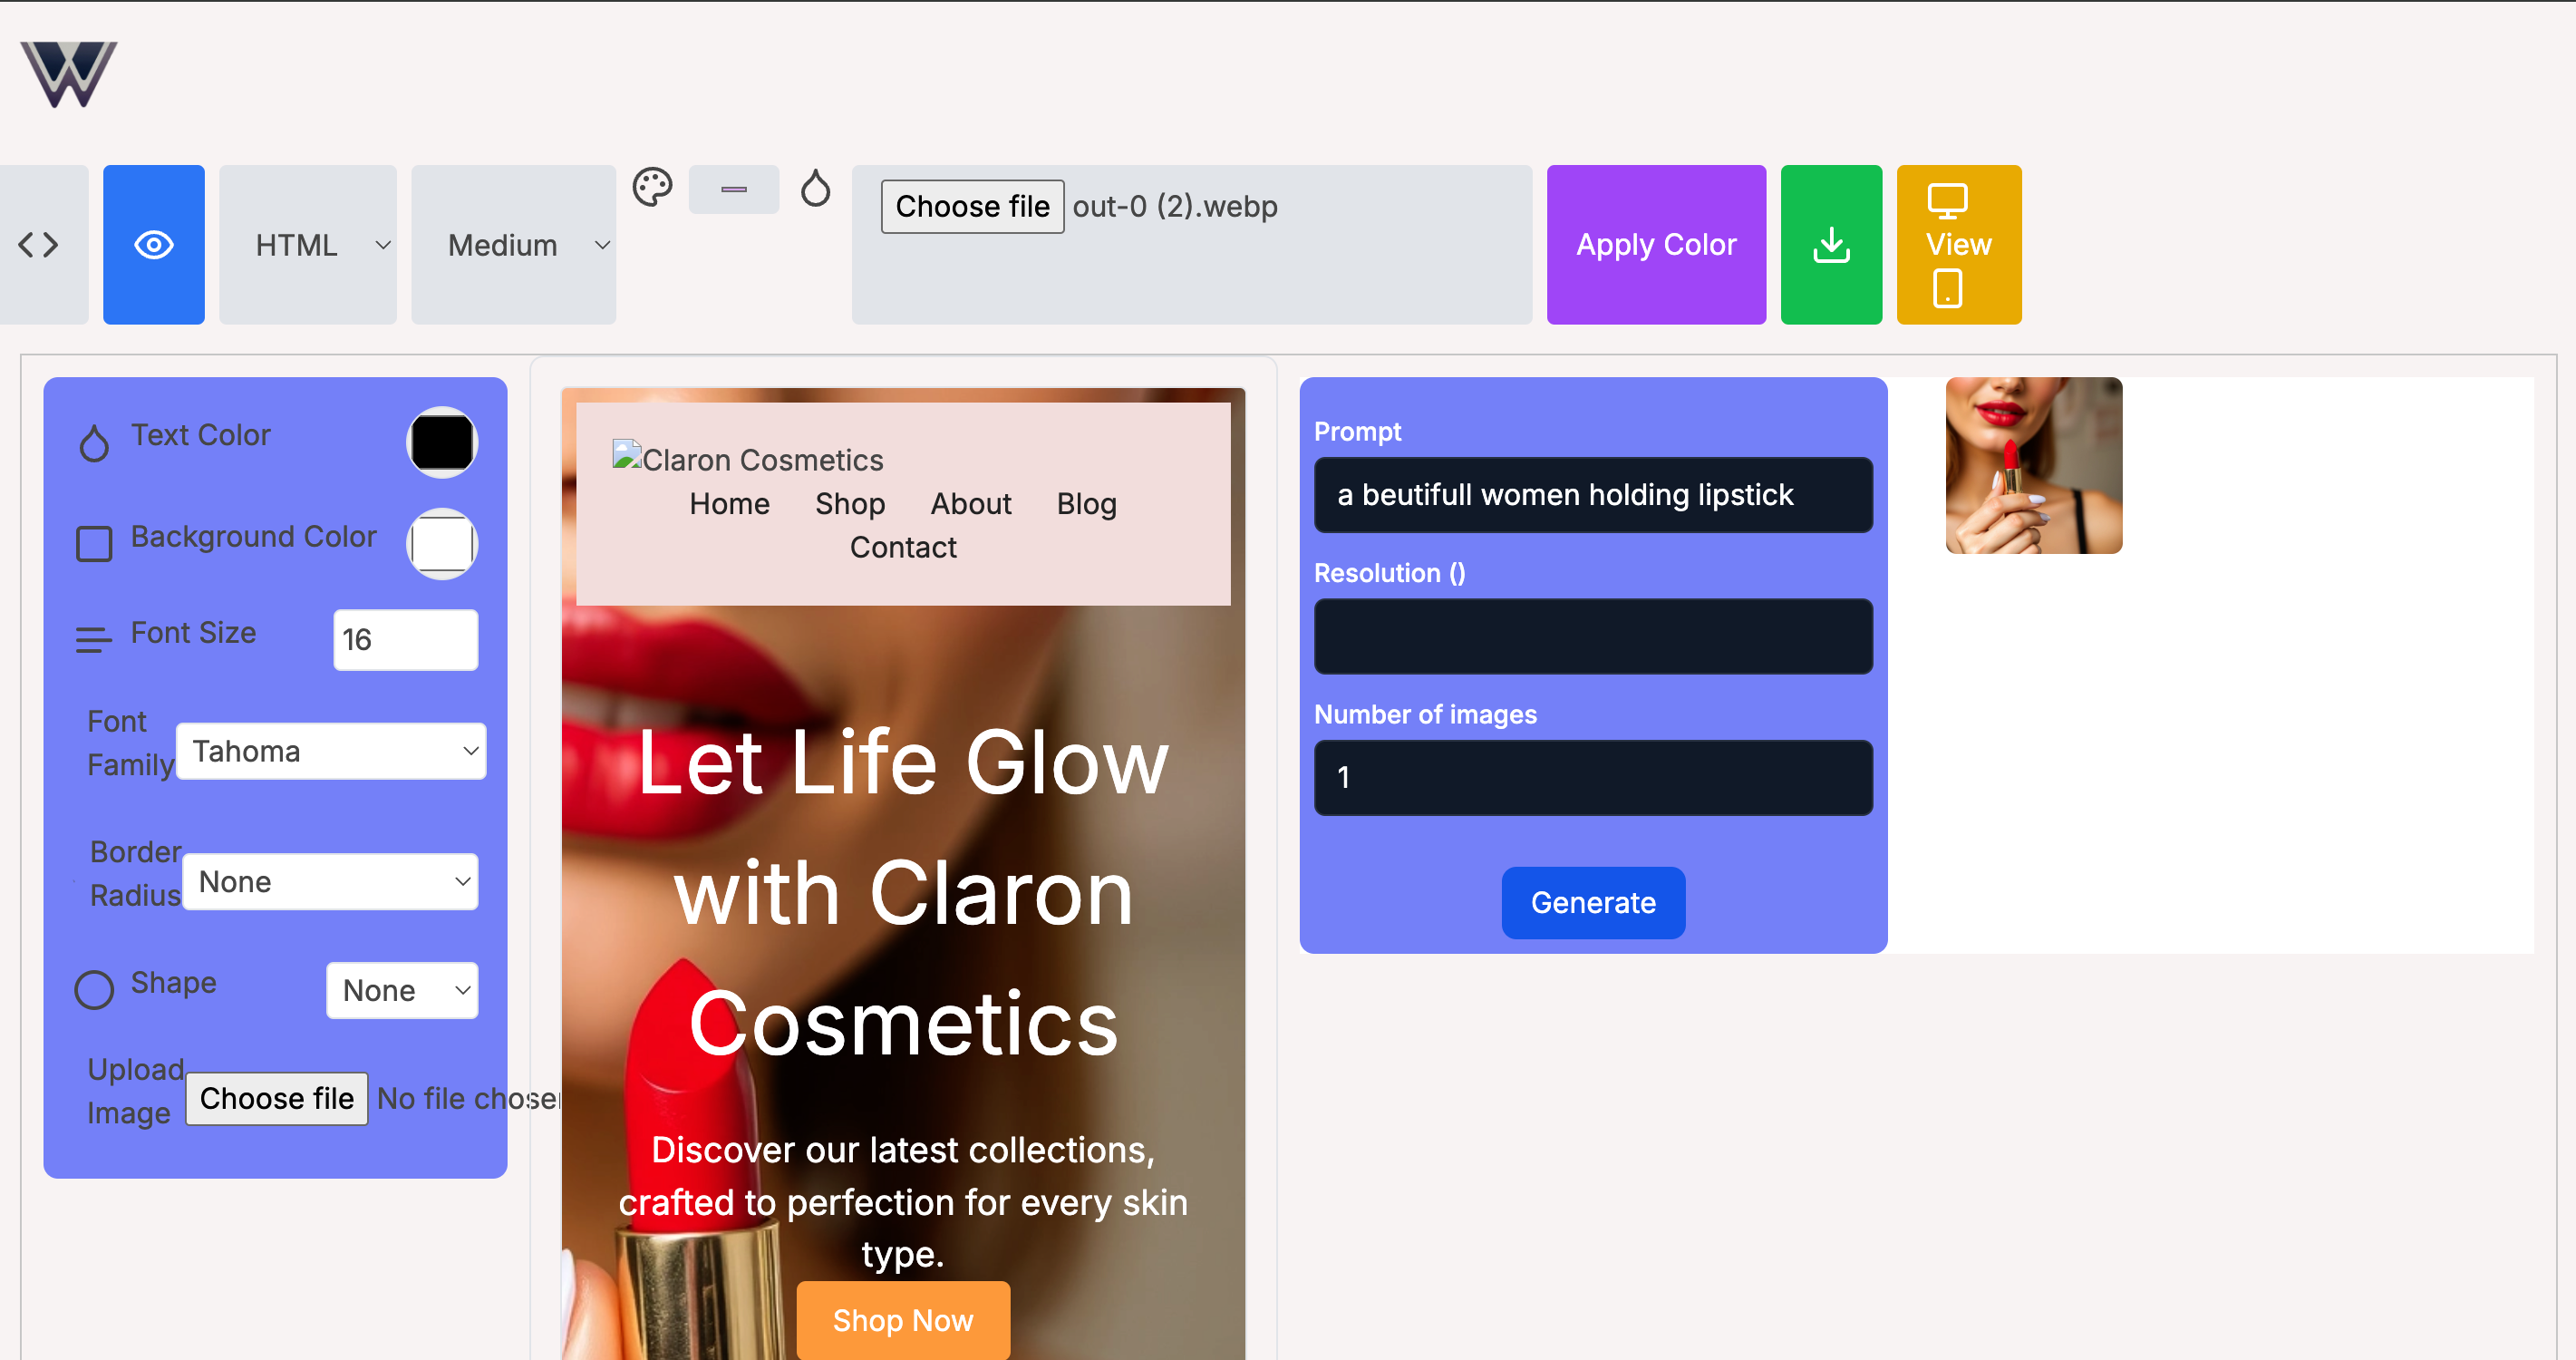 W
HTML
Medium
Choose file out-0 (2).webp
Apply Color
View
Text Color
Background Color
Font Size
16
Font
Family
Tahoma
Border
Radius
None
Shape
None
Upload
Image
Choose file No file chosen
Claron Cosmetics
Home Shop About Blog
Contact
Let Life Glow
with Claron
Cosmetics
Discover our latest collections,
crafted to perfection for every skin
type.
Shop Now
Prompt
a beutifull women holding lipstick
Resolution ()
Number of images
1
Generate